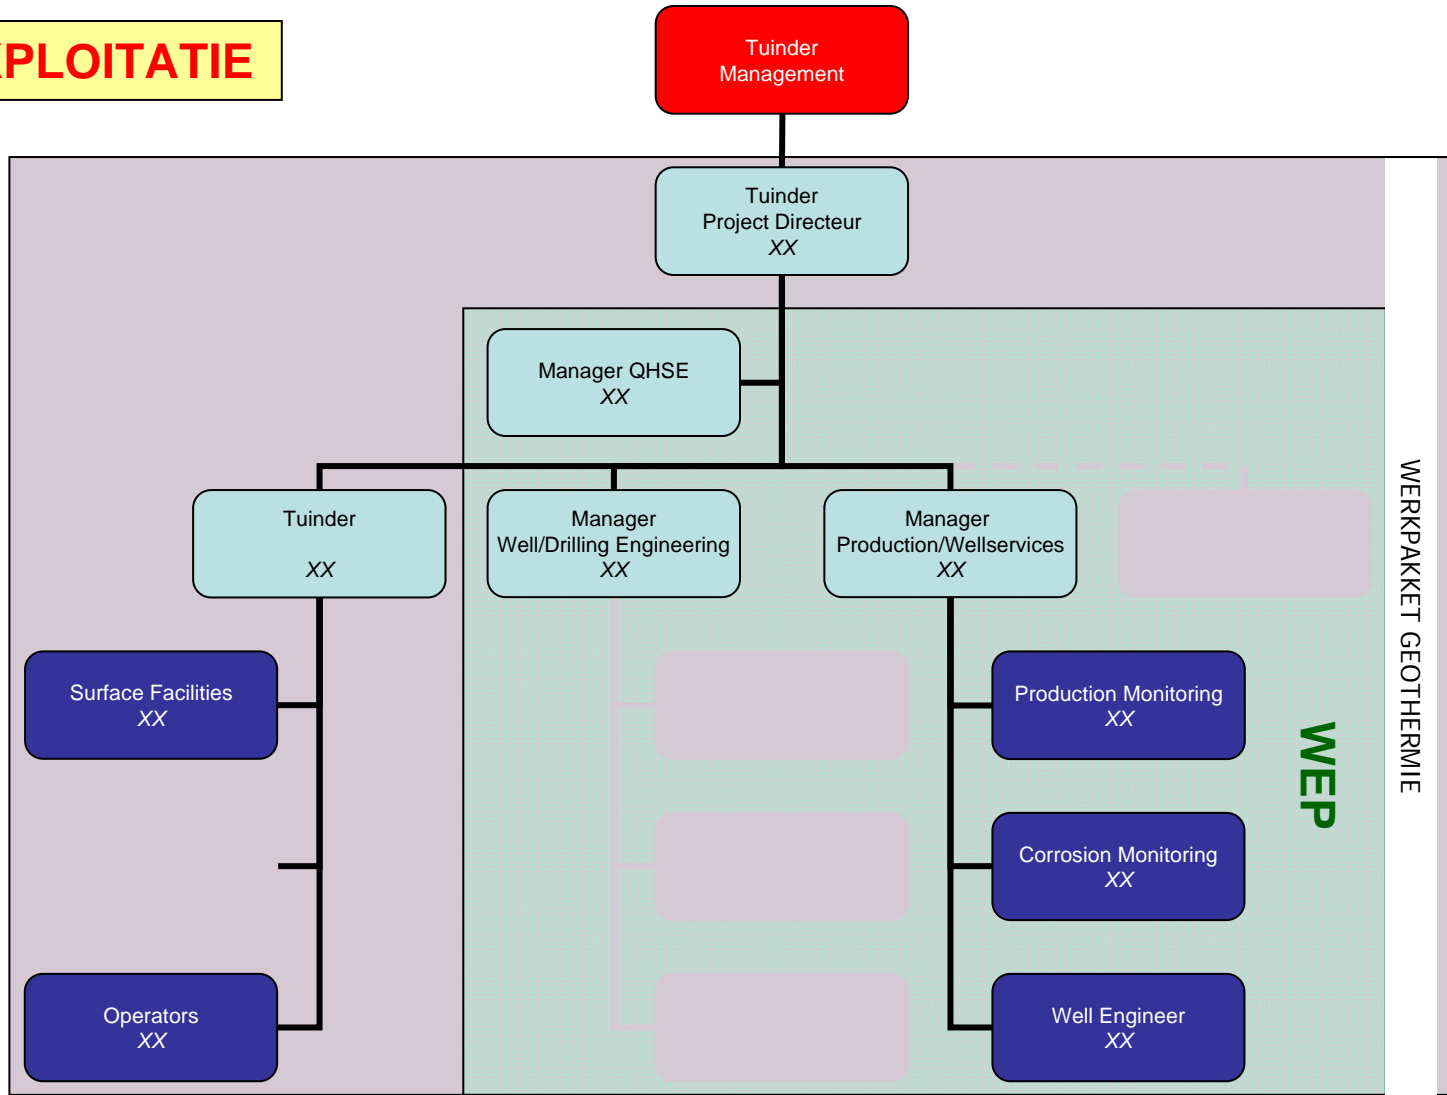 XPLOITATIE
Tuinder
Management
Tuinder
Project Directeur
XX
Manager QHSE
XX
Tuinder
XX
Manager
Well/Drilling Engineering
XX
Manager
Production/Wellservices
XX
Surface Facilities
XX
Production Monitoring
XX
Corrosion Monitoring
XX
Operators
XX
Well Engineer
XX
WEP
WERKPAKKET GEOTHERMIE